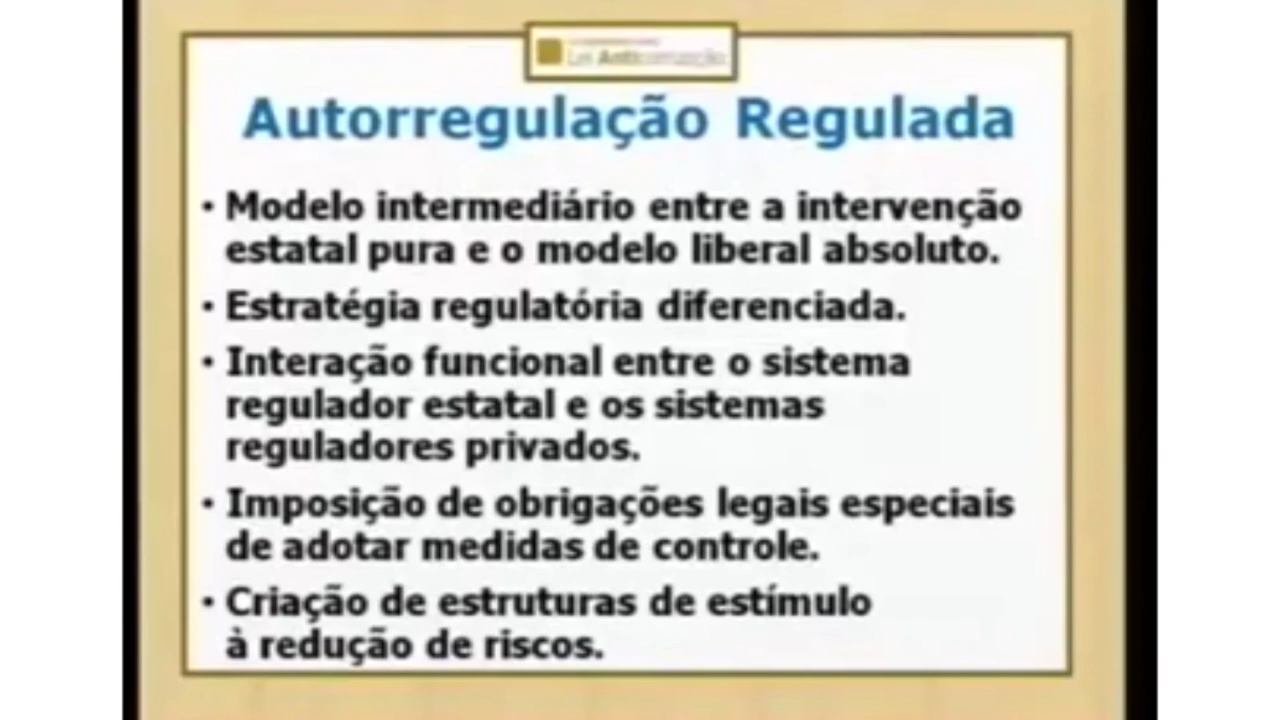 Lei Anticorrupção
Autorregulação Regulada
• Modelo intermediário entre a intervenção
estatal pura e o modelo liberal absoluto.
• Estratégia regulatória diferenciada.
• Interação funcional entre o sistema
regulador estatal e os sistemas
reguladores privados.
• Imposição de obrigações legais especiais
de adotar medidas de controle.
• Criação de estruturas de estímulo
à redução de riscos.